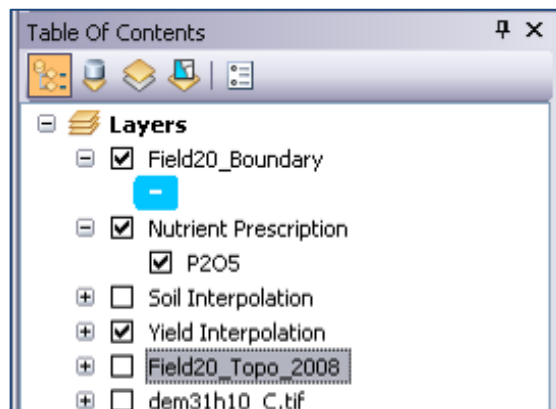 Table Of Contents
Layers
Field20_Boundary
Nutrient Prescription
P2O5
Soil Interpolation
Yield Interpolation
Field20_Topo_2008
dem31h10_C.tif